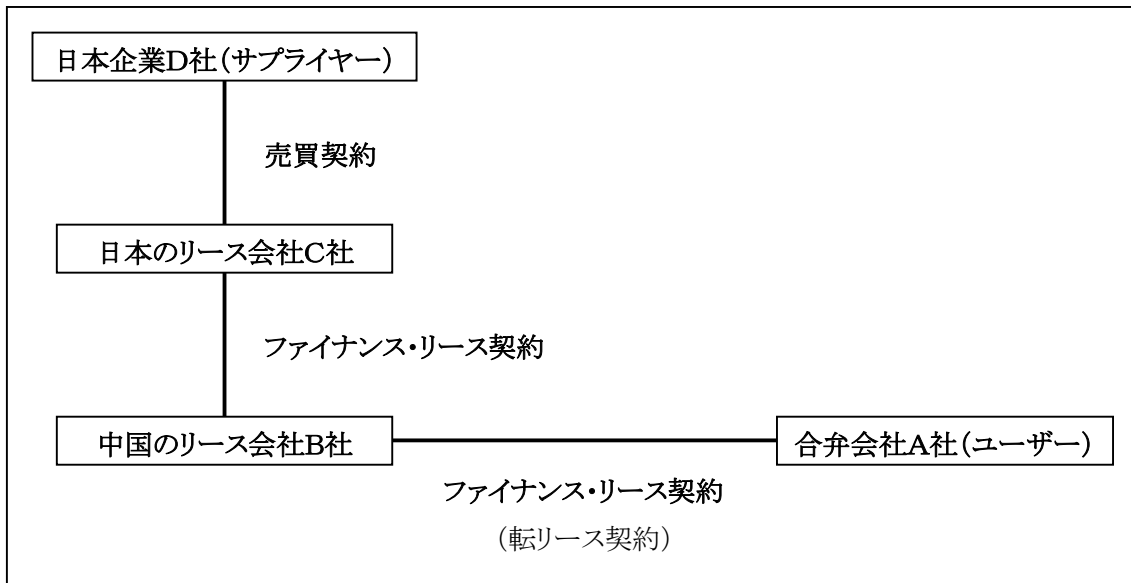 日本企業D社(サプライヤー)
売買契約
日本のリース会社C社
ファイナンス・リース契約
中国のリース会社B社
合弁会社A社(ユーザー)
ファイナンス・リース契約
(転リース契約)